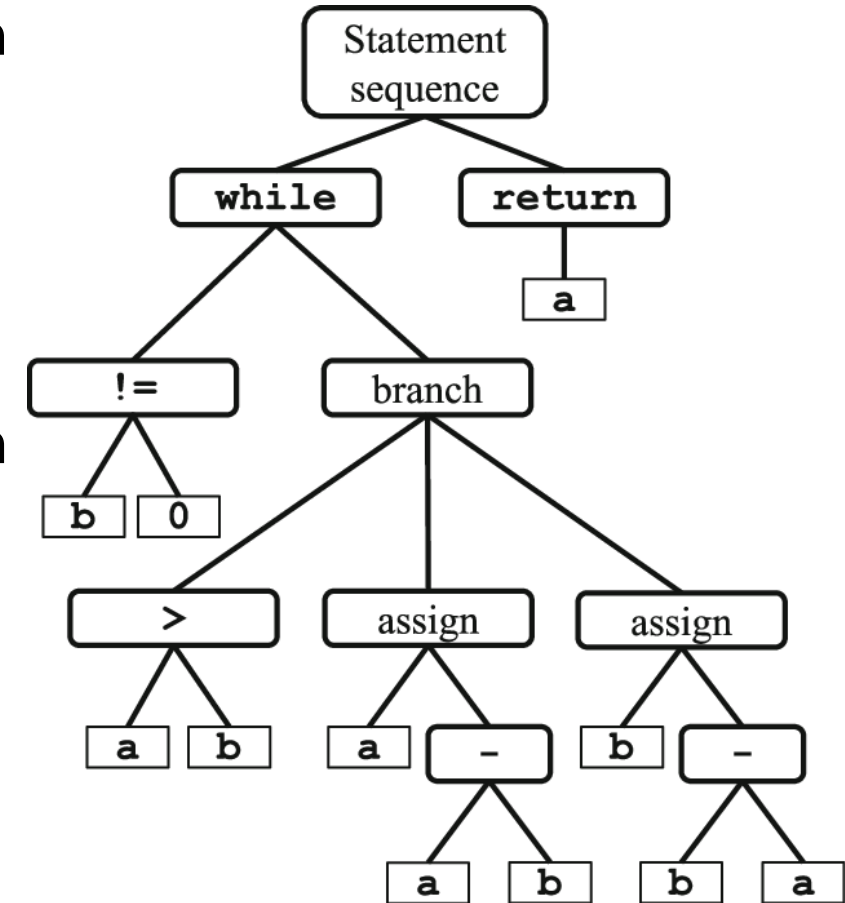 Statement
sequence
while return
a
!= branch
b 0
> assign assign
a b a - b -
a b b a